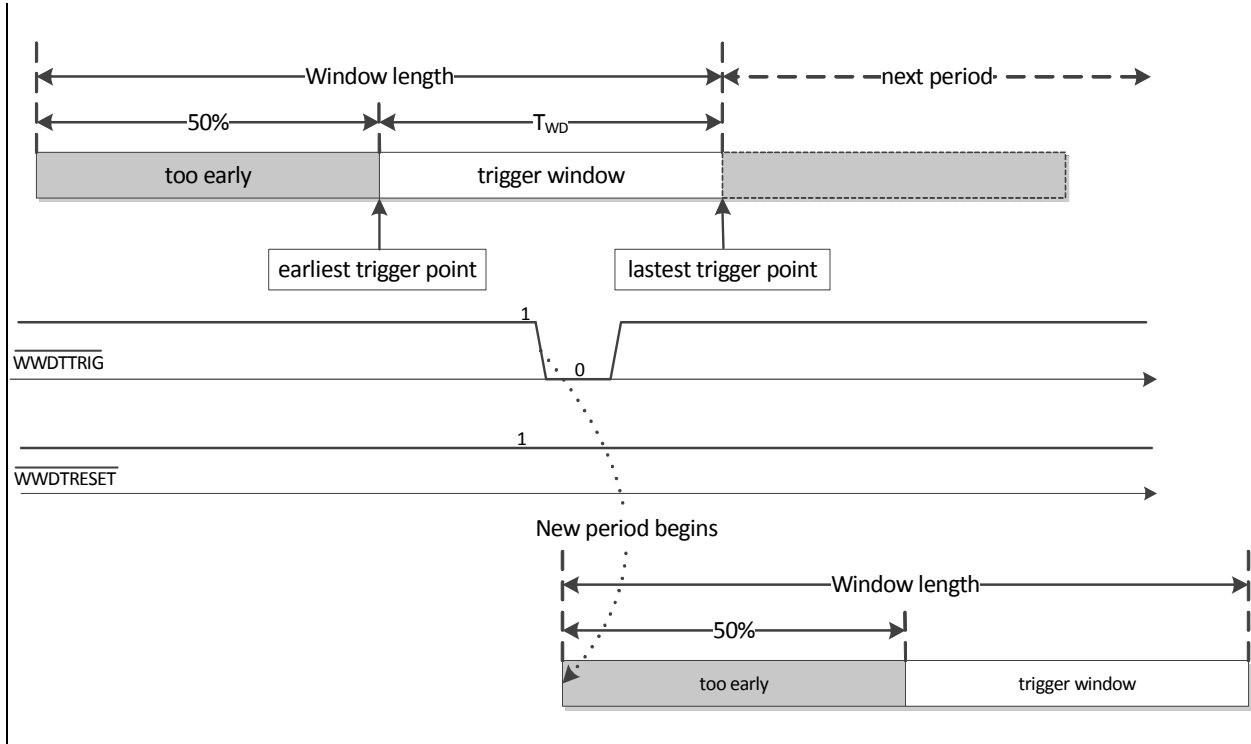 Window length
next period
50%
TWD
too early
trigger window
earliest trigger point
lastest trigger point
1
WWDTTRIG
0
1
WWDTRESET
New period begins
Window length
50%
too early
trigger window